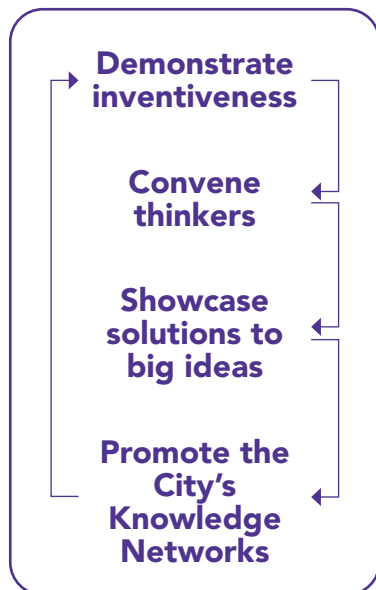 Demonstrate
inventiveness
Convene
thinkers
Showcase
solutions to
big ideas
Promote the
City’s
Knowledge
Networks